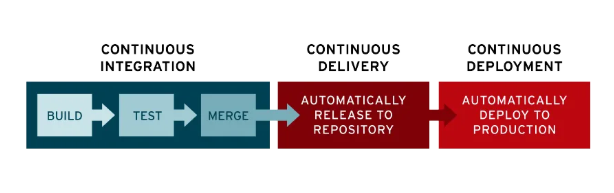 CONTINUOUS
INTEGRATION
CONTINUOUS
DELIVERY
CONTINUOUS
DEPLOYMENT
BUILD
TEST
MERGE
AUTOMATICALLY
RELEASE TO
REPOSITORY
AUTOMATICALLY
DEPLOY TO
PRODUCTION